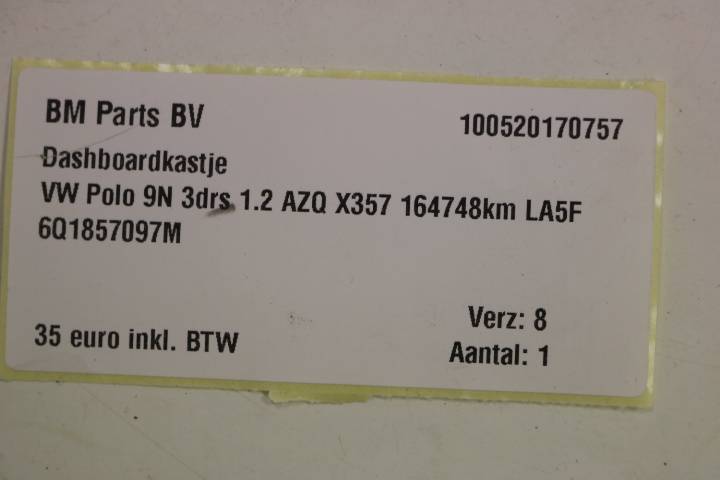 BM Parts BV 100520170757
Dashboardkastje
VW Polo 9N 3drs 1.2 AZQ X357 164748km LA5F
6Q1857097M
Verz: 8
35 euro inkl. BTW Aantal: 1